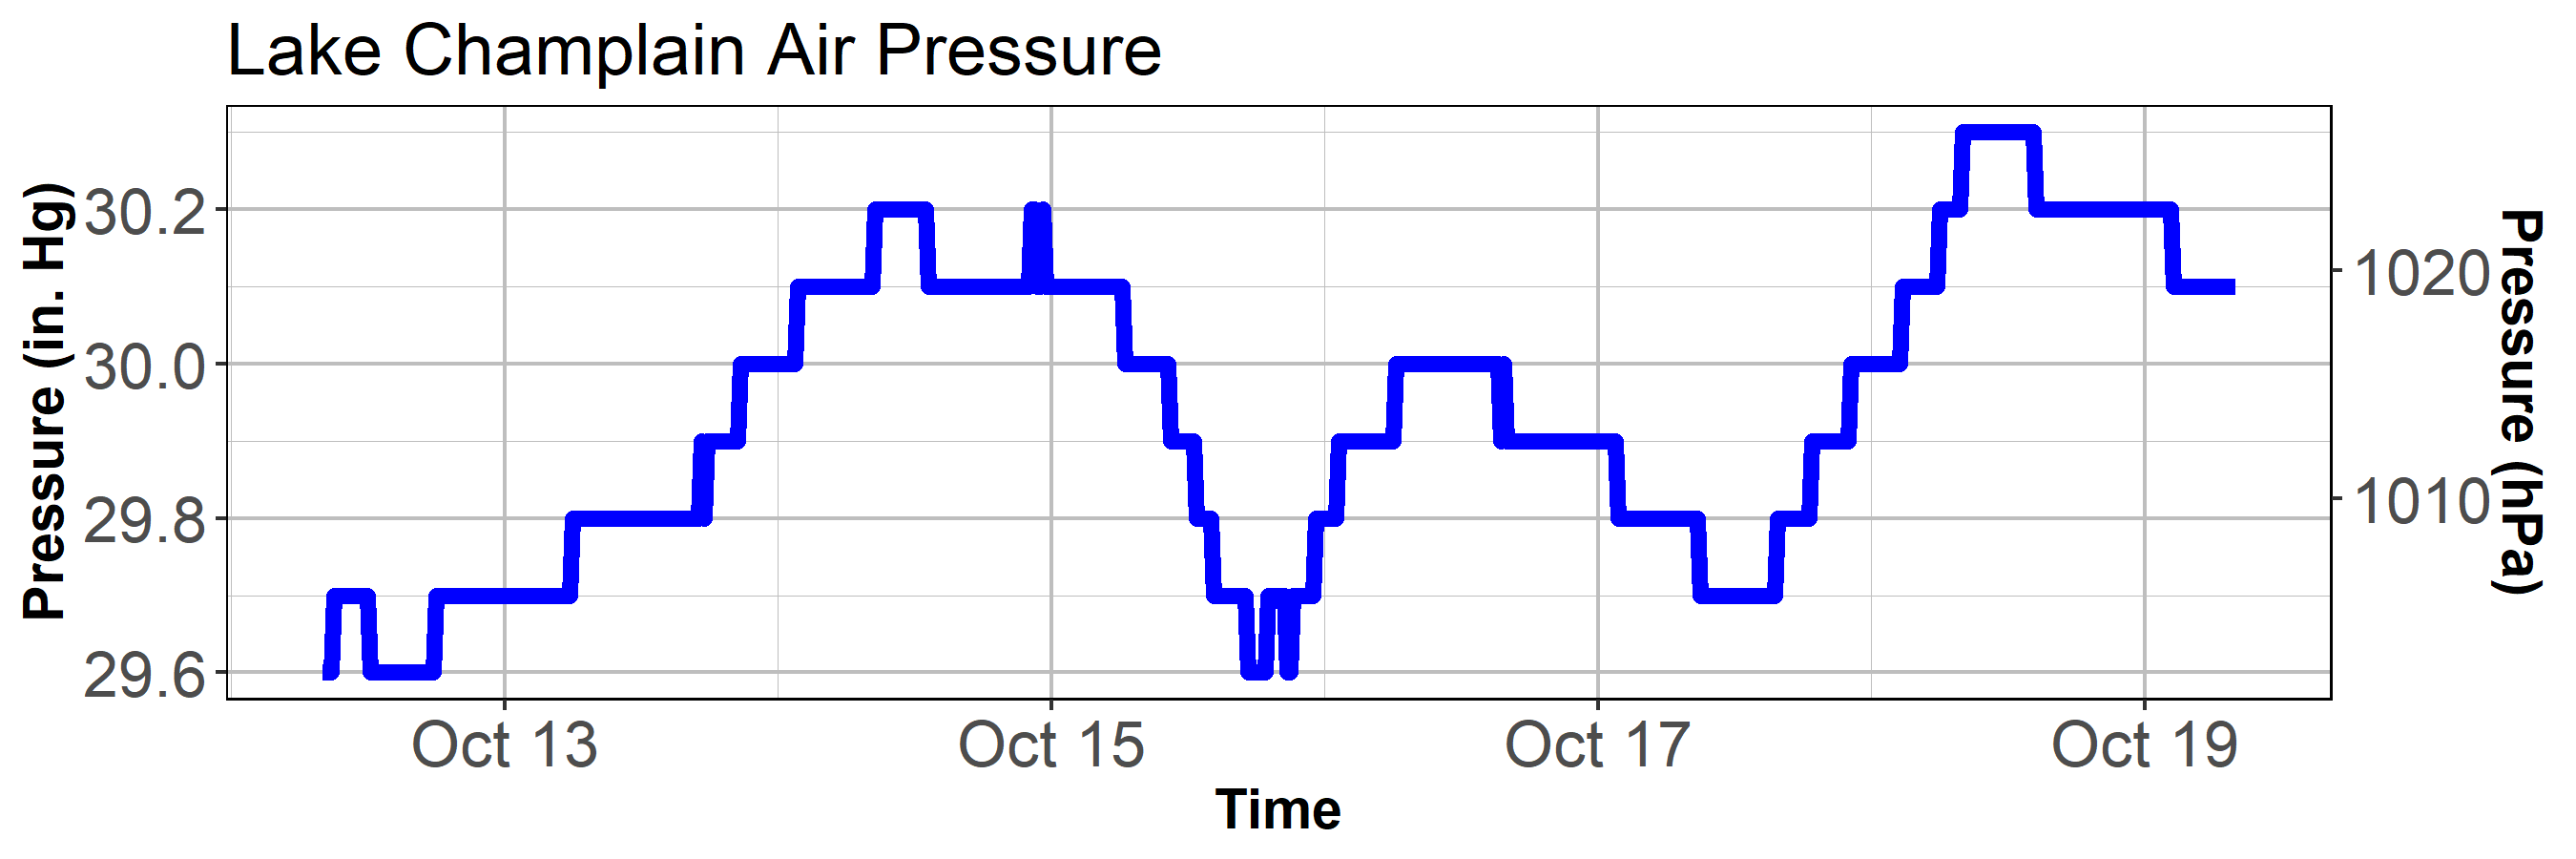 Lake Champlain Air Pressure
Pressure (in. Hg)
30.2
30.0
29.8
29.6
1020
1010
Pressure (hPa)
Oct 13 Oct 15 Oct 17 Oct 19
Time